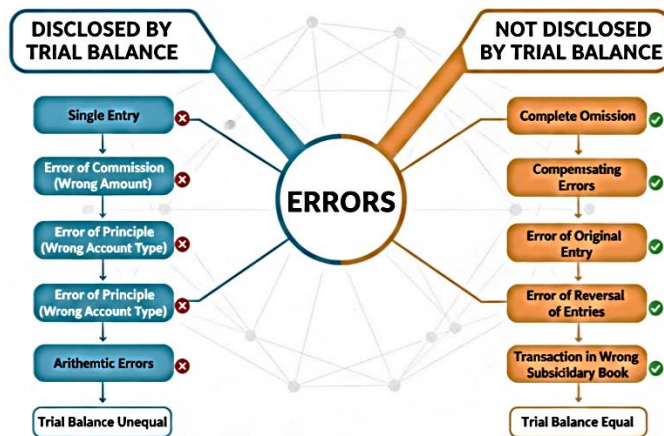 DISCLOSED BY
TRIAL BALANCE
Single Entry
Error of Commission
(Wrong Amount)
Error of Principle
(Wrong Account Type)
Error of Principle
(Wrong Account Type)
Arithemtic Errors
Trial Balance Unequal
ERRORS
NOT DISCLOSED
BY TRIAL BALANCE
Complete Omission
Compensating
Errors
Error of Original
Entry
Error of Reversal
of Entries
Transaction in Wrong
Subsididary Book
Trial Balance Equal